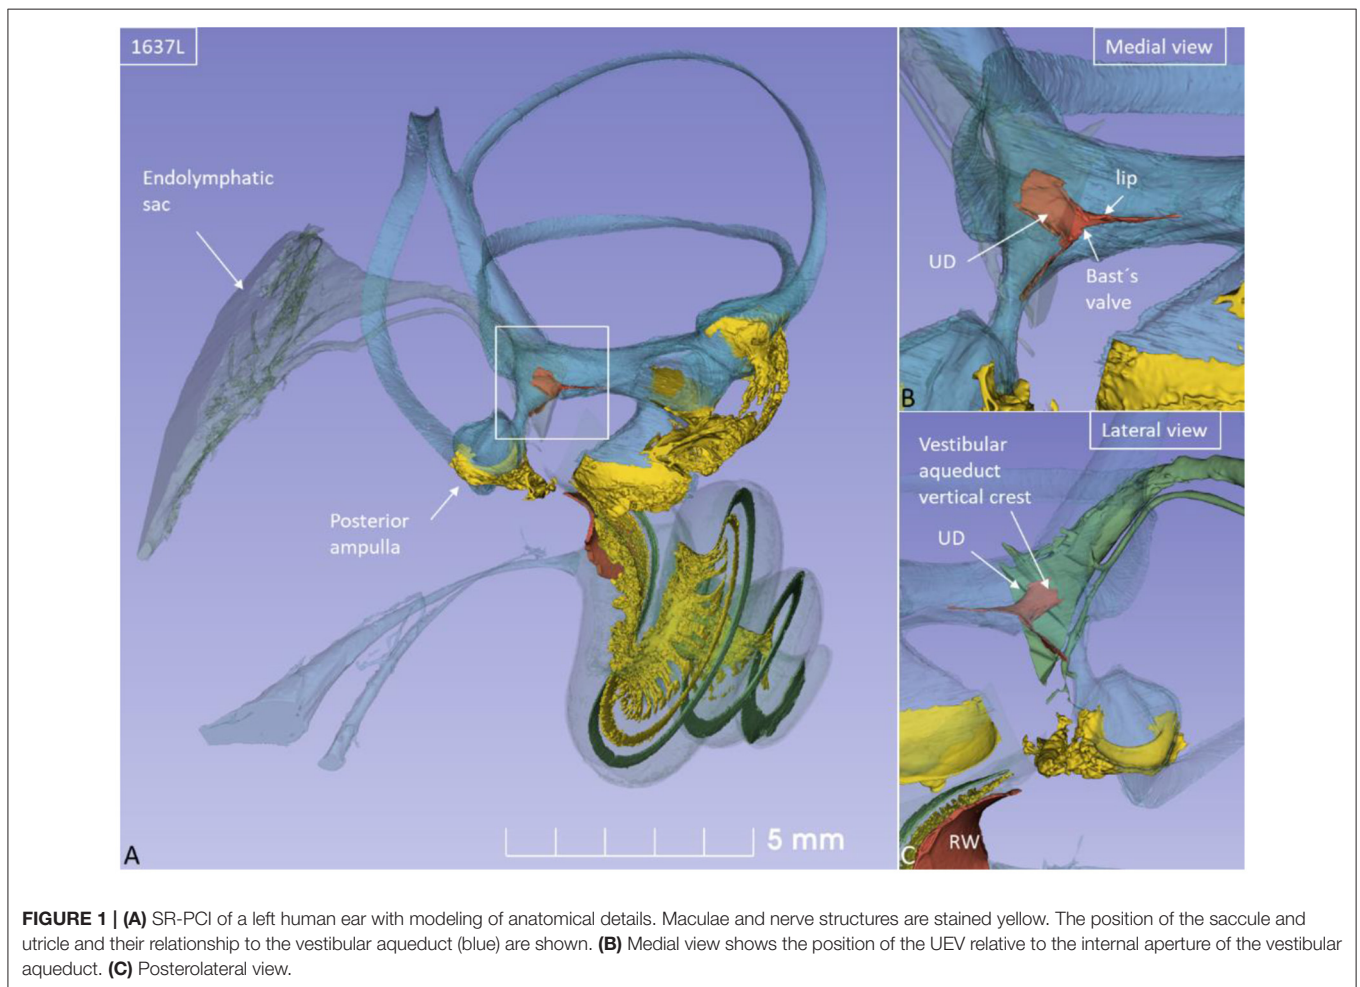 1637L
Endolymphatic
sac
Posterior
ampulla
5 mm
A
Medial view
lip
UD
Bast´s
valve
B
Lateral view
Vestibular
aqueduct
vertical crest
UD
RW
C
FIGURE 1 | (A) SR-PCI of a left human ear with modeling of anatomical details. Maculae and nerve structures are stained yellow. The position of the saccule and
utricle and their relationship to the vestibular aqueduct (blue) are shown. (B) Medial view shows the position of the UEV relative to the internal aperture of the vestibular
aqueduct. (C) Posterolateral view.